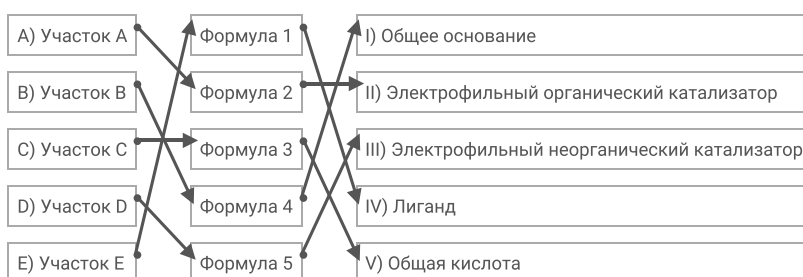 A) Участок A Формула 1 I) Общее основание
B) Участок B Формула 2 II) Электрофильный органический катализатор
C) Участок C Формула 3 III) Электрофильный неорганический катализатор
D) Участок D Формула 4 IV) Лиганд
E) Участок E Формула 5 V) Общая кислота